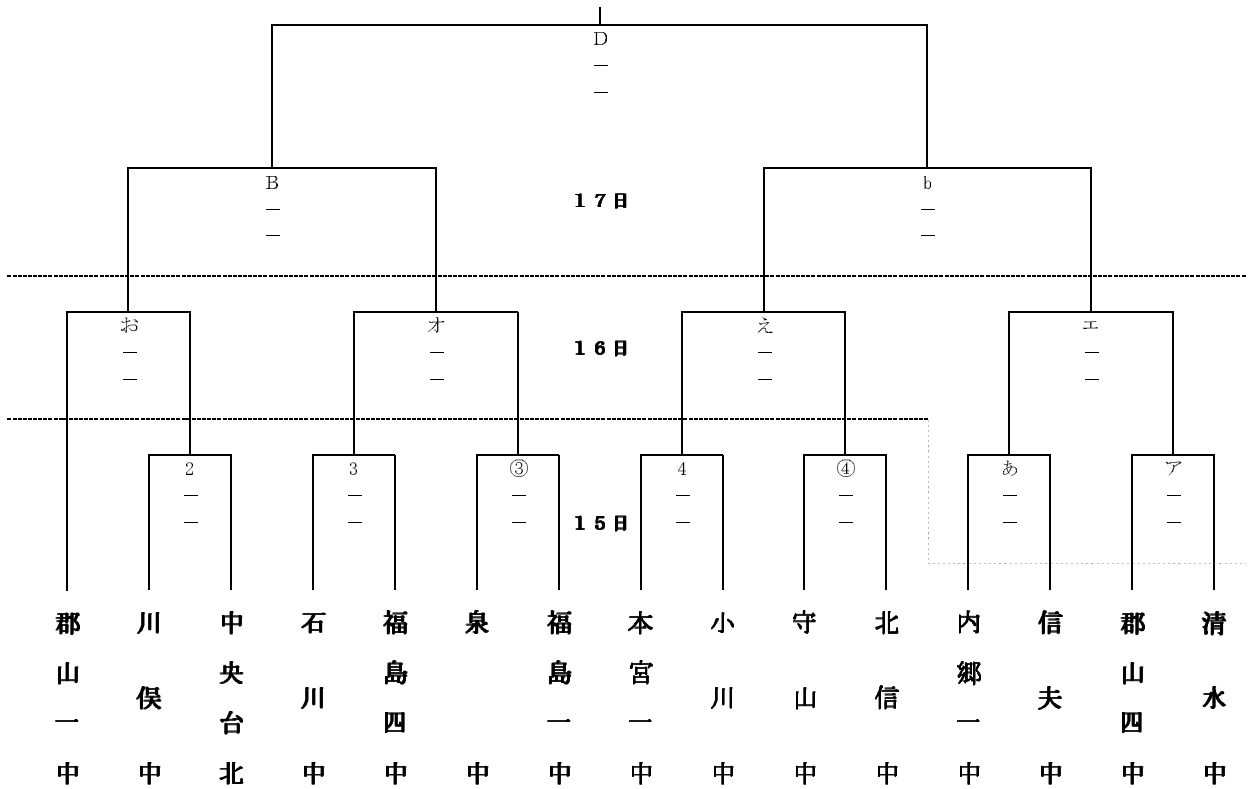 D
—
—
B
—
—
17日
b
—
—
お
—
—
オ
—
—
16日
え
—
—
エ
—
—
2
—
—
3
—
—
③
—
—
15日
4
—
—
④
—
—
あ
—
—
ア
—
—
郡山一中
川俣中
中央台北
石川中
福島四中
泉中
福島一中
本宮一中
小川中
守山中
北信中
内郷一中
信夫中
郡山四中
清水中